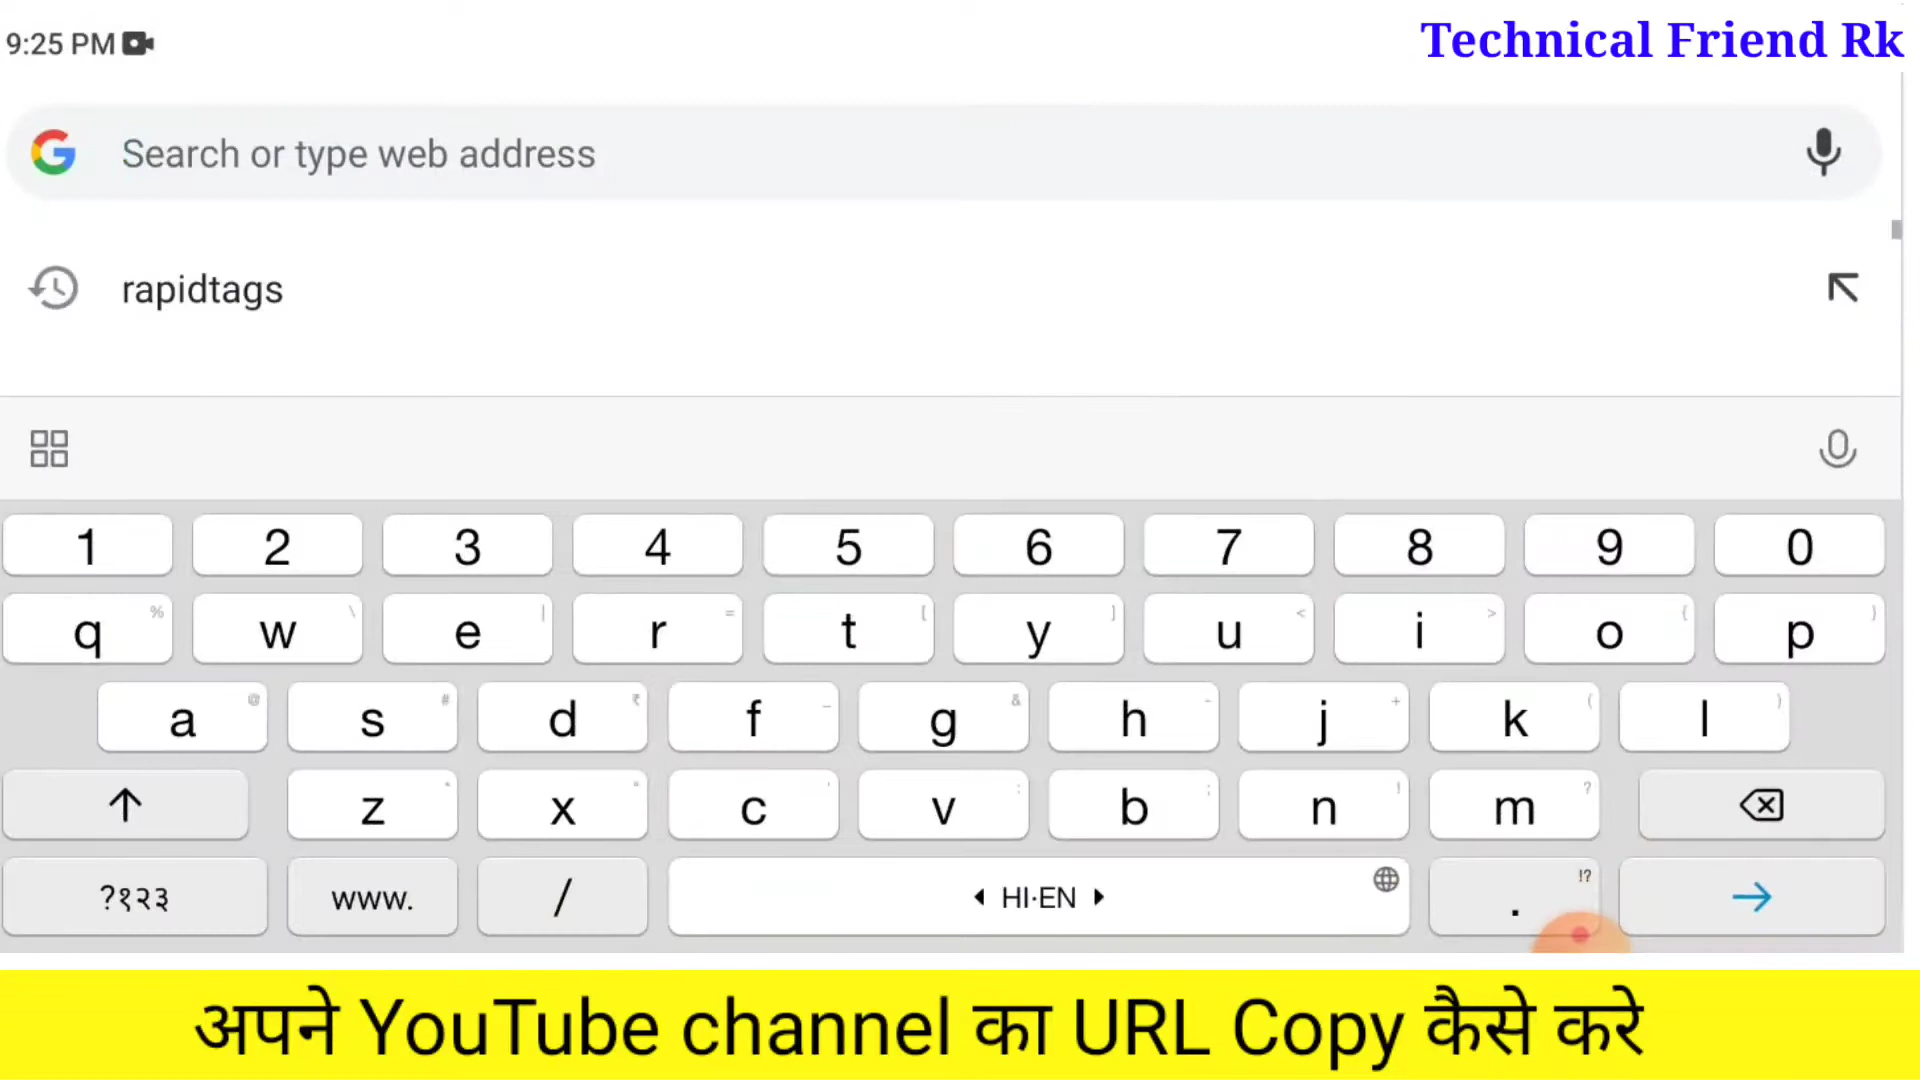 9:25 PM
Technical Friend Rk
Search or type web address
rapidtags
1 2 3 4 5 6 7 8 9 0
q % w \ e | r = t [ y ] u < i > o { p }
a @ s # d ₹ f _ g & h - j + k ( l )
z * x " c ' v : b ; n ! m ?
?१२३ www. / HI·EN . !?
अपने YouTube channel का URL Copy कैसे करे